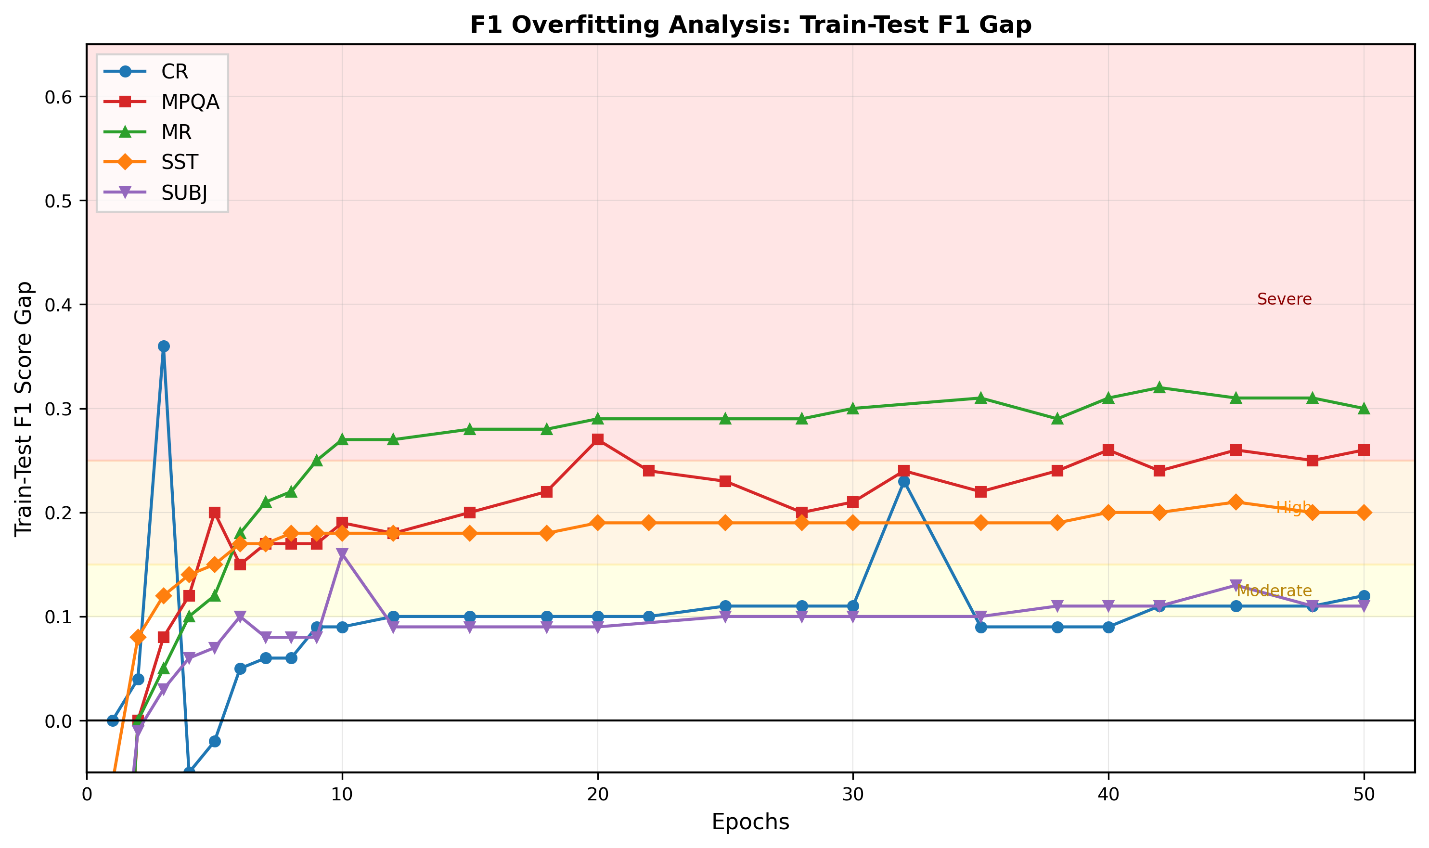 F1 Overfitting Analysis: Train-Test F1 Gap
CR
MPQA
MR
SST
SUBJ
Train-Test F1 Score Gap
0.6
0.5
0.4
0.3
0.2
0.1
0.0
Severe
High
Moderate
0
10
20
30
40
50
Epochs